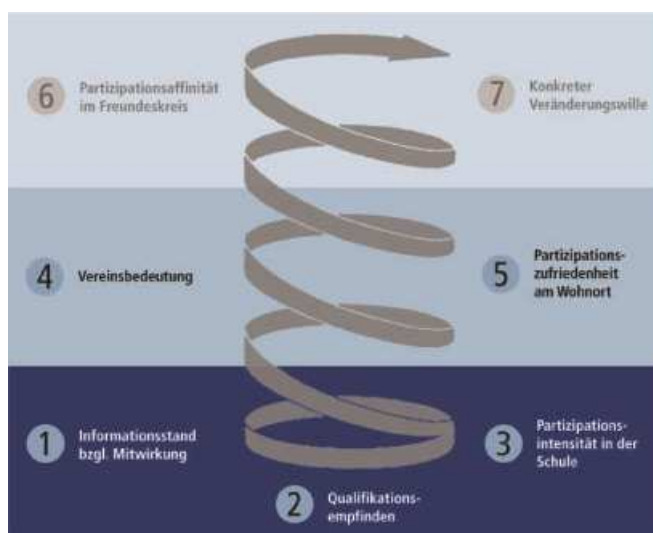 6
Partizipationsaffinität
im Freundeskreis
7
Konkreter
Veränderungswille
4
Vereinsbedeutung
5
Partizipations-
zufriedenheit
am Wohnort
1
Informationsstand
bzgl. Mitwirkung
2
Qualifikations-
empfinden
3
Partizipations-
intensität in der
Schule